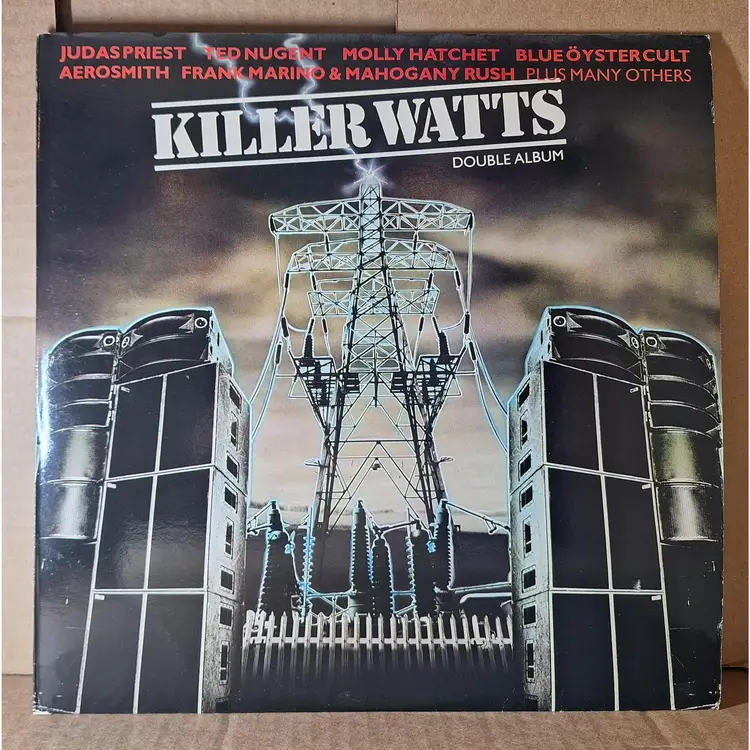 JUDAS PRIEST TED NUGENT MOLLY HATCHET BLUE ÖYSTER CULT
AEROSMITH FRANK MARINO & MAHOGANY RUSH PLUS MANY OTHERS
KILLER WATTS
DOUBLE ALBUM